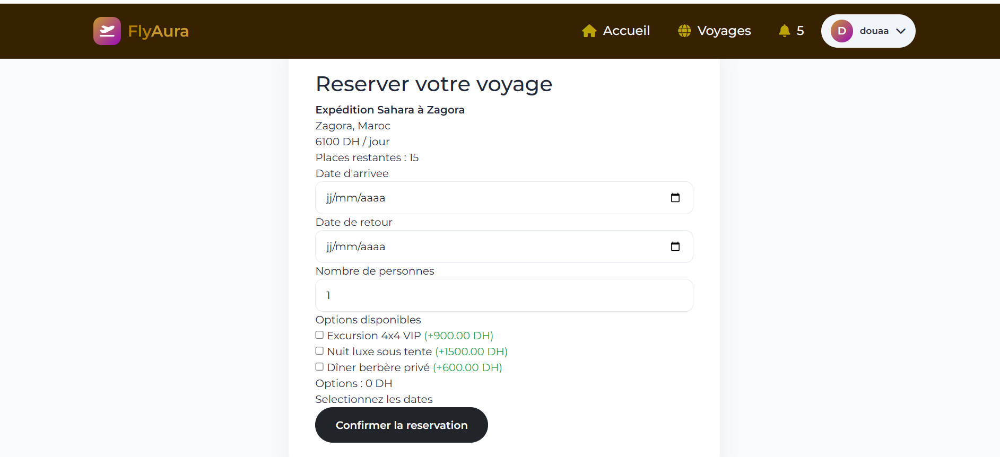 FlyAura
Accueil
Voyages
5
D
douaa
Reserver votre voyage
Expédition Sahara à Zagora
Zagora, Maroc
6100 DH / jour
Places restantes : 15
Date d'arrivee
jj/mm/aaaa
Date de retour
jj/mm/aaaa
Nombre de personnes
1
Options disponibles
Excursion 4x4 VIP (+900.00 DH)
Nuit luxe sous tente (+1500.00 DH)
Dîner berbère privé (+600.00 DH)
Options : 0 DH
Selectionnez les dates
Confirmer la reservation